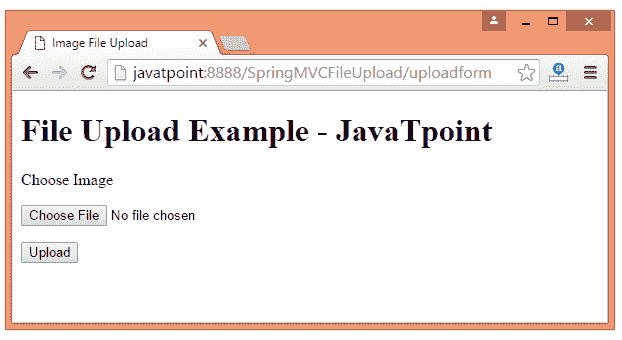 Image File Upload
javatpoint:8888/SpringMVCFileUpload/uploadform
File Upload Example - JavaTpoint
Choose Image
Choose File No file chosen
Upload